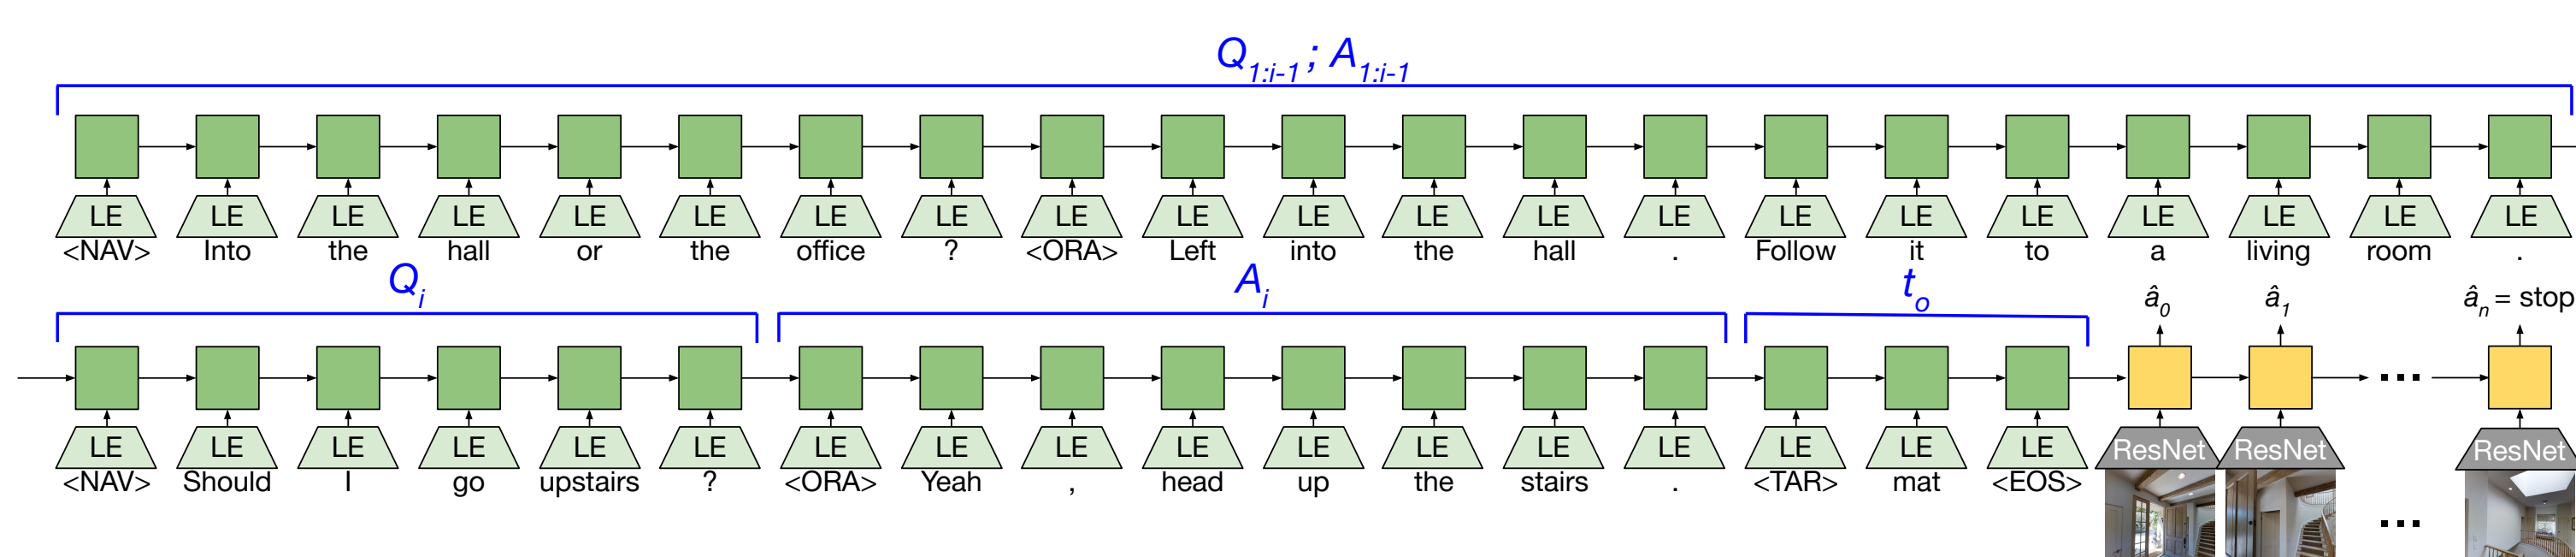 Q1:i-1 ; A1:i-1
LE LE LE LE LE LE LE LE LE LE LE LE LE LE LE LE LE LE LE LE LE
<NAV> Into the hall or the office ? <ORA> Left into the hall . Follow it to a living room .
Qi Ai to â0 â1 ân = stop
LE LE LE LE LE LE LE LE LE LE LE LE LE LE LE LE LE ResNet ResNet ResNet
<NAV> Should I go upstairs ? <ORA> Yeah , head up the stairs . <TAR> mat <EOS>